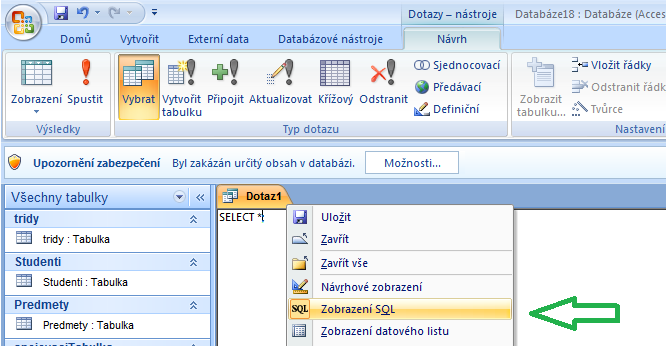 Dotazy – nástroje
Databáze18 : Databáze (Acces
Domů
Vytvořit
Externí data
Databázové nástroje
Návrh
Zobrazení
Spustit
Vybrat
Vytvořit tabulku
Připojit
Aktualizovat
Křížový
Odstranit
Sjednocovací
Předávací
Definiční
Zobrazit tabulku...
Vložit řádky
Odstranit řádk
Tvůrce
Výsledky
Typ dotazu
Nastavení
Upozornění zabezpečení
Byl zakázán určitý obsah v databázi.
Možnosti...
Všechny tabulky
Dotaz1
SELECT *;
tridy
tridy : Tabulka
Studenti
Studenti : Tabulka
Predmety
Predmety : Tabulka
Uložit
Zavřít
Zavřít vše
Návrhové zobrazení
SQL Zobrazení SQL
Zobrazení datového listu